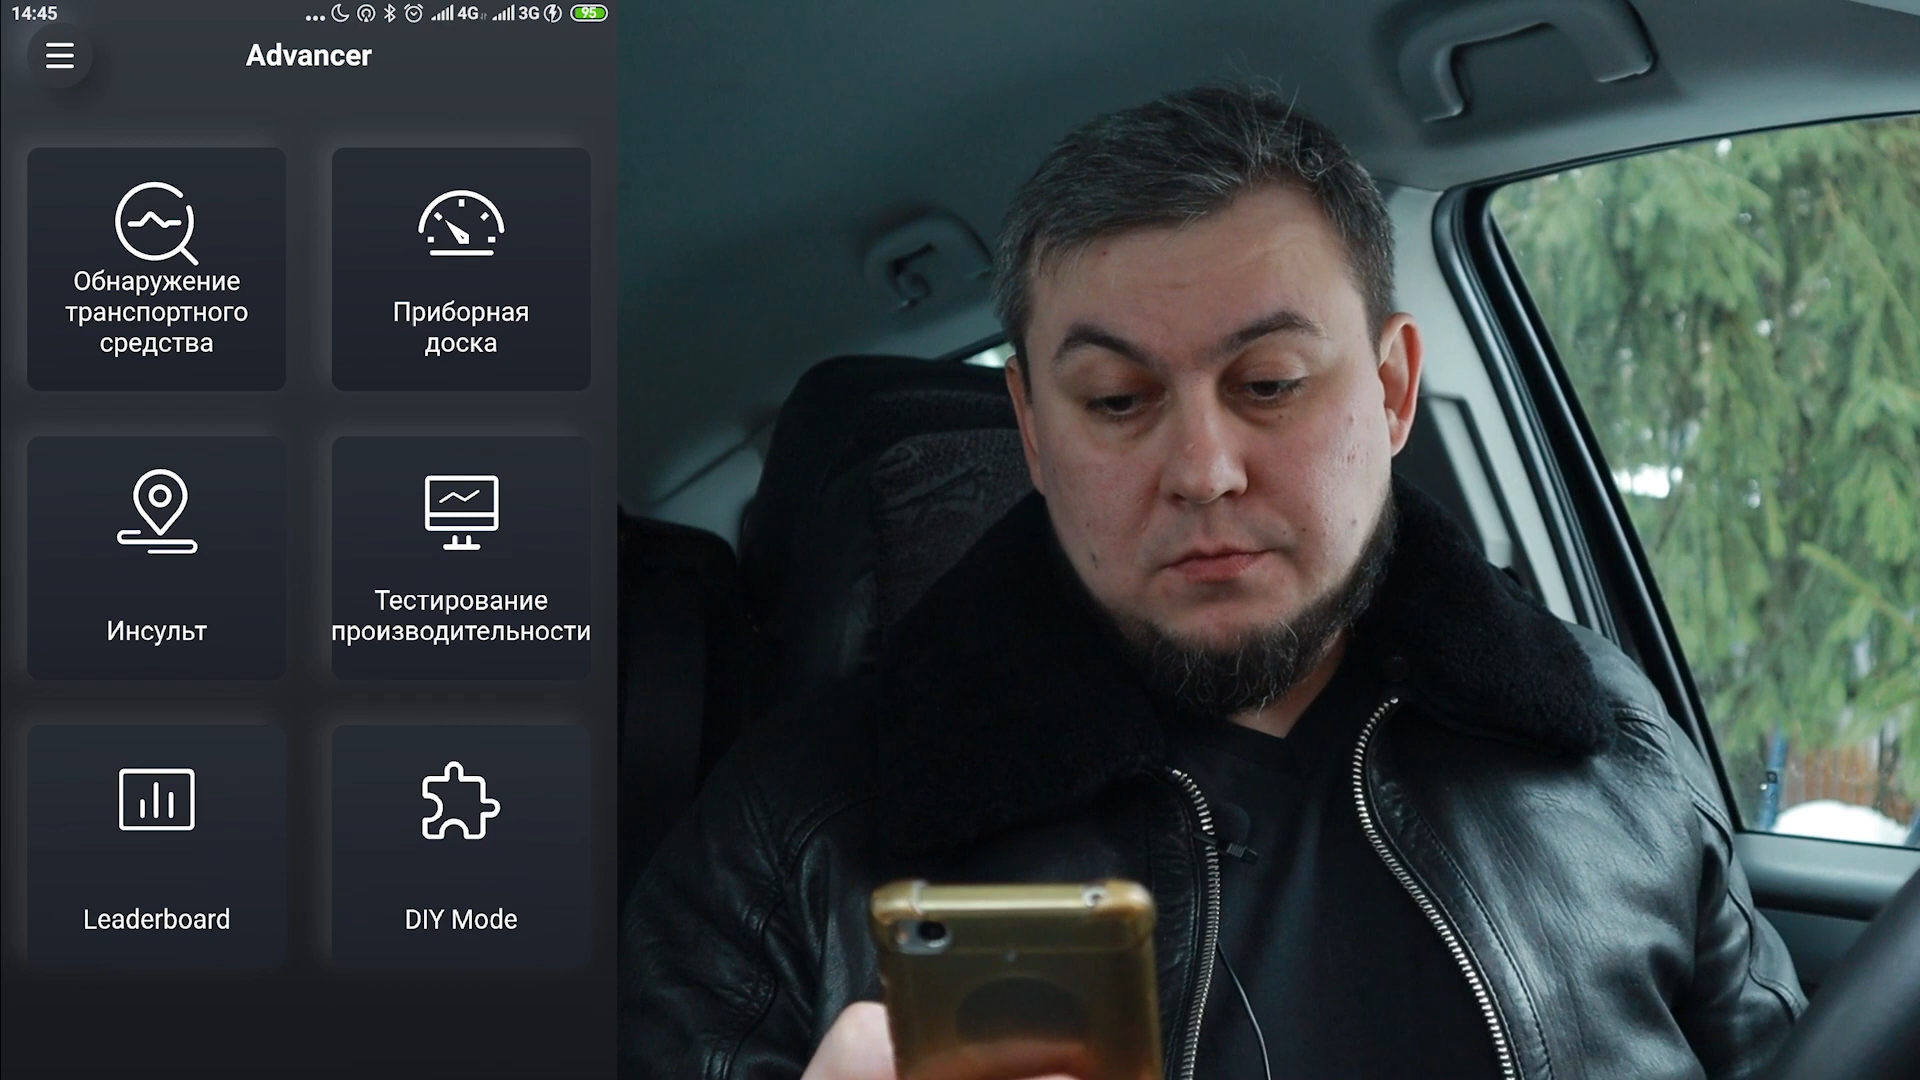 14:45
4G
3G
95
Advancer
Обнаружение
транспортного
средства
Приборная
доска
Инсульт
Тестирование
производительности
Leaderboard
DIY Mode